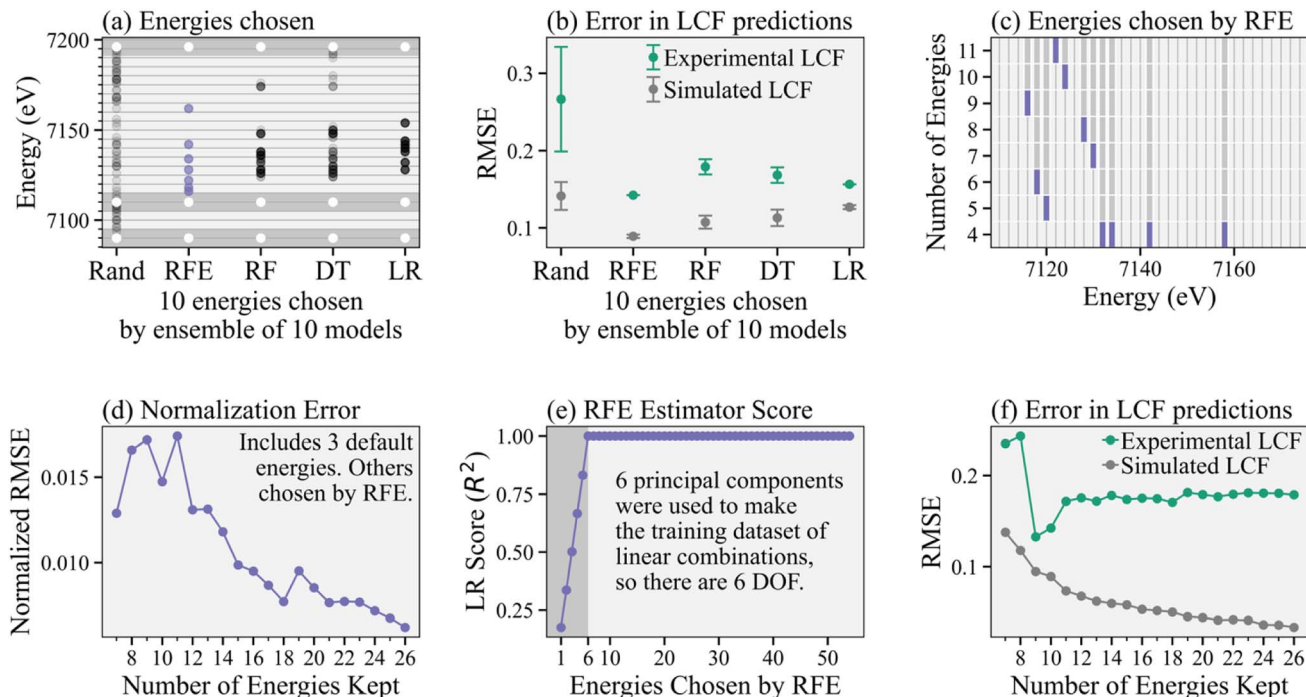 (a) Energies chosen
7200
7150
7100
Energy (eV)
Rand RFE RF DT LR
10 energies chosen
by ensemble of 10 models
(b) Error in LCF predictions
Experimental LCF
Simulated LCF
0.3
0.2
0.1
RMSE
Rand RFE RF DT LR
10 energies chosen
by ensemble of 10 models
(c) Energies chosen by RFE
11
10
9
8
7
6
5
4
Number of Energies
7120 7140 7160
Energy (eV)
(d) Normalization Error
Includes 3 default
energies. Others
chosen by RFE.
0.015
0.010
Normalized RMSE
8 10 12 14 16 18 20 22 24 26
Number of Energies Kept
(e) RFE Estimator Score
1.00
0.75
0.50
0.25
LR Score (R²)
6 principal components
were used to make
the training dataset of
linear combinations,
so there are 6 DOF.
1 6 10 20 30 40 50
Energies Chosen by RFE
(f) Error in LCF predictions
Experimental LCF
Simulated LCF
0.2
0.1
RMSE
8 10 12 14 16 18 20 22 24 26
Number of Energies Kept